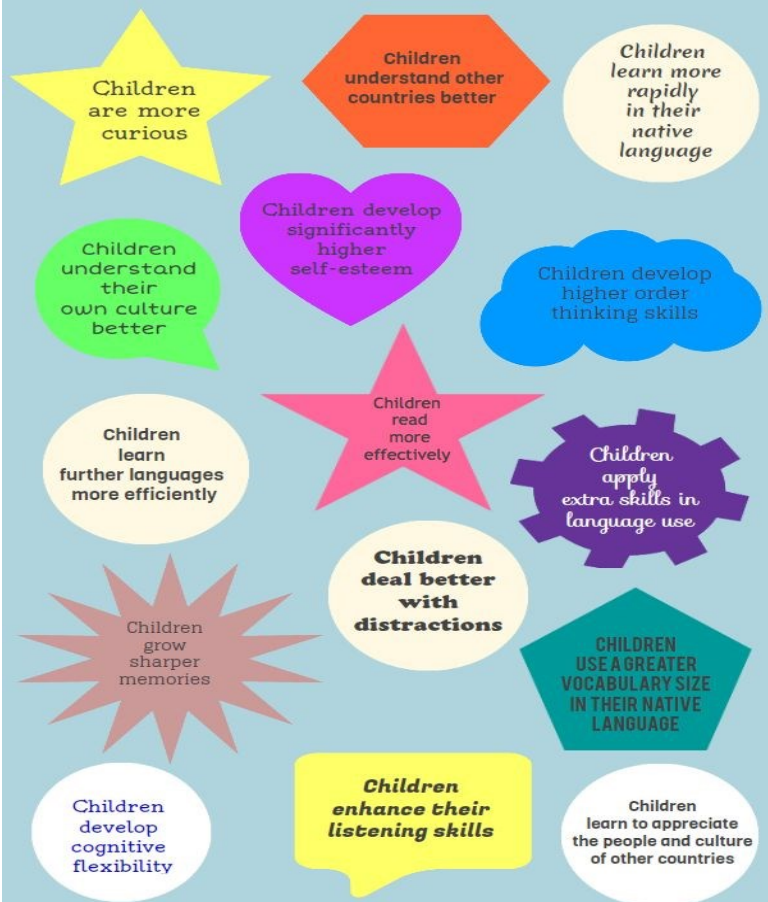 Children
are more
curious
Children
understand other
countries better
Children
learn more
rapidly
in their
native
language
Children develop
significantly
higher
self-esteem
Children
understand
their
own culture
better
Children develop
higher order
thinking skills
Children
read
more
effectively
Children
learn
further languages
more efficiently
Children
apply
extra skills in
language use
Children
deal better
with
distractions
Children
grow
sharper
memories
CHILDREN
USE A GREATER
VOCABULARY SIZE
IN THEIR NATIVE
LANGUAGE
Children
develop
cognitive
flexibility
Children
enhance their
listening skills
Children
learn to appreciate
the people and culture
of other countries